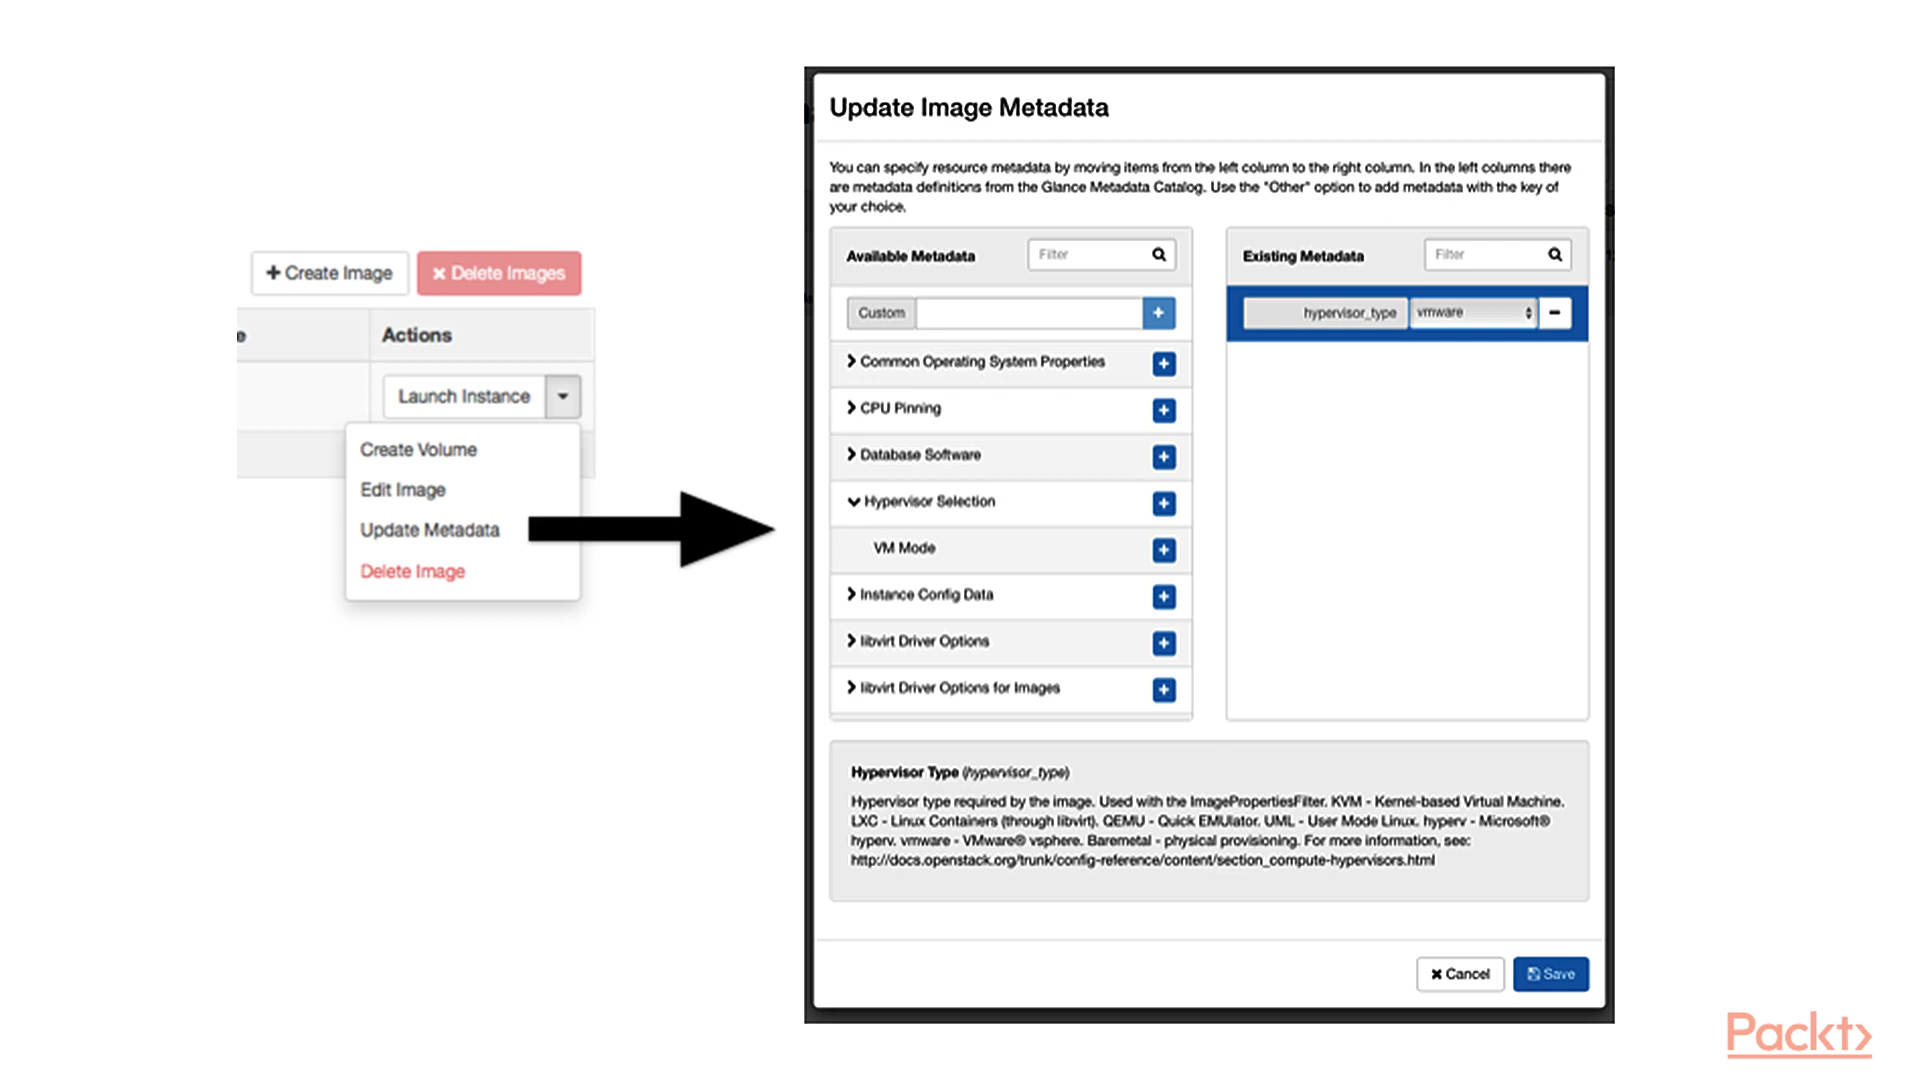 Create Image
Delete Images
e
Actions
Launch Instance
Create Volume
Edit Image
Update Metadata
Delete Image
Update Image Metadata
You can specify resource metadata by moving items from the left column to the right column. In the left columns there
are metadata definitions from the Glance Metadata Catalog. Use the "Other" option to add metadata with the key of
your choice.
Available Metadata
Filter
Custom
Common Operating System Properties
CPU Pinning
Database Software
Hypervisor Selection
VM Mode
Instance Config Data
libvirt Driver Options
libvirt Driver Options for Images
Existing Metadata
Filter
hypervisor_type
vmware
Hypervisor Type (hypervisor_type)
Hypervisor type required by the image. Used with the ImagePropertiesFilter. KVM - Kernel-based Virtual Machine.
LXC - Linux Containers (through libvirt). QEMU - Quick EMUlator. UML - User Mode Linux. hyperv - Microsoft®
hyperv. vmware - VMware® vsphere. Baremetal - physical provisioning. For more information, see:
http://docs.openstack.org/trunk/config-reference/content/section_compute-hypervisors.html
Cancel
Save
Packt